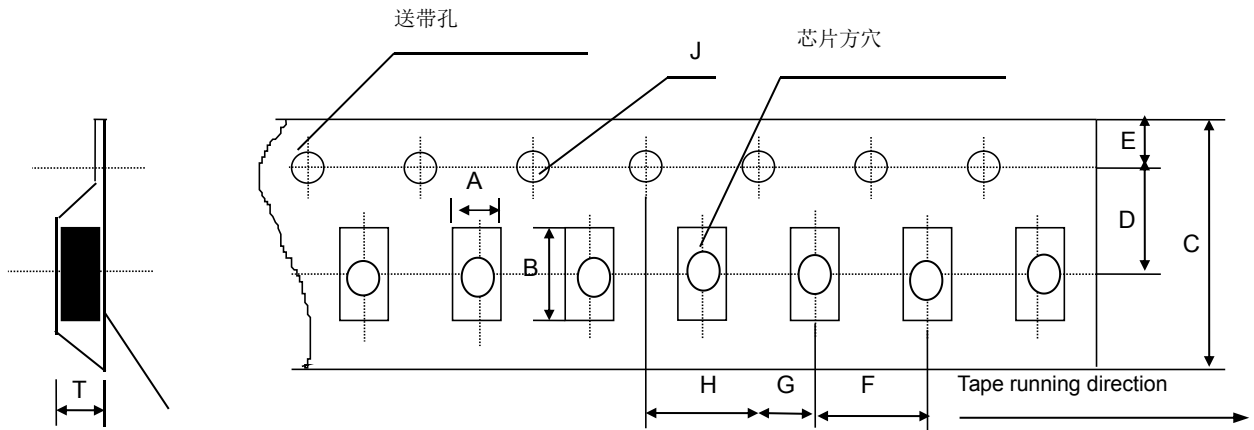 送带孔
J
芯片方穴
E
A
D
C
B
T
H
G
F
Tape running direction